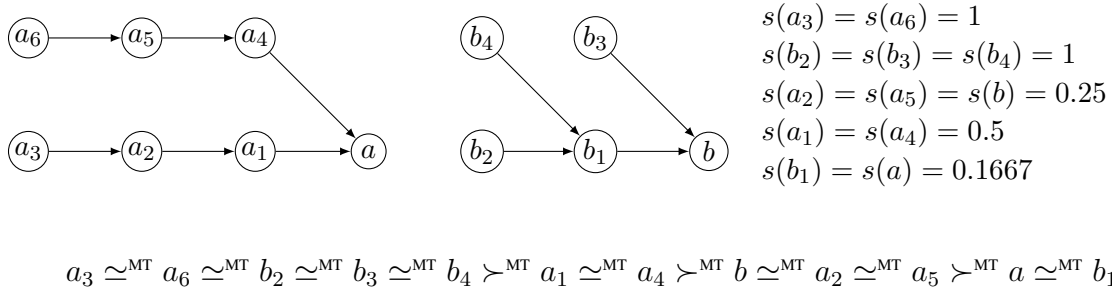 a₆ a₅ a₄ b₄ b₃
a₃ a₂ a₁ a b₂ b₁ b
s(a₃) = s(a₆) = 1
s(b₂) = s(b₃) = s(b₄) = 1
s(a₂) = s(a₅) = s(b) = 0.25
s(a₁) = s(a₄) = 0.5
s(b₁) = s(a) = 0.1667
a₃ ≃ᴹᵀ a₆ ≃ᴹᵀ b₂ ≃ᴹᵀ b₃ ≃ᴹᵀ b₄ ≻ᴹᵀ a₁ ≃ᴹᵀ a₄ ≻ᴹᵀ b ≃ᴹᵀ a₂ ≃ᴹᵀ a₅ ≻ᴹᵀ a ≃ᴹᵀ b₁